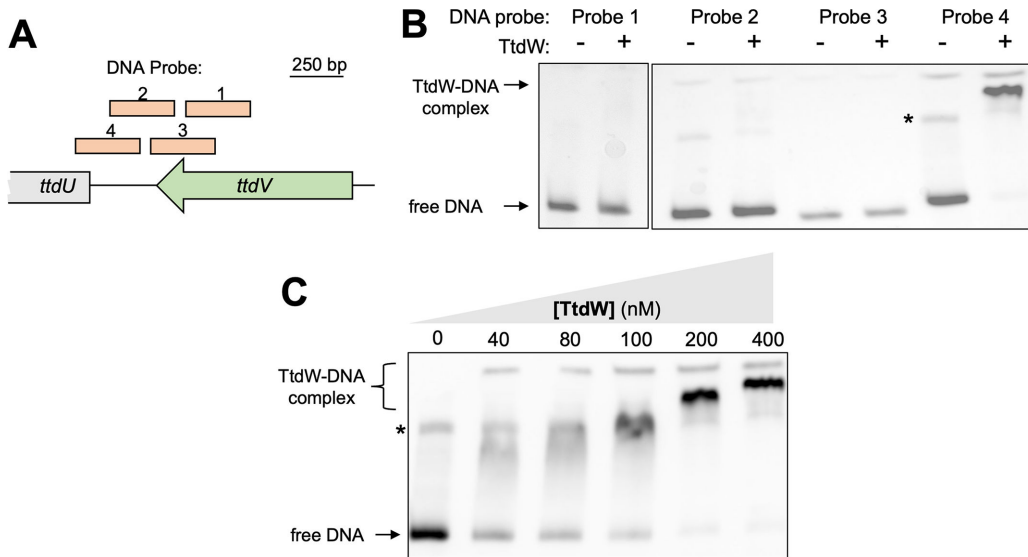 A
DNA Probe:
250 bp
2 1
4 3
ttdU ttdV
B
DNA probe: Probe 1 Probe 2 Probe 3 Probe 4
TtdW: - + - + - + - +
TtdW-DNA
complex
*
free DNA
C
[TtdW] (nM)
0 40 80 100 200 400
TtdW-DNA
complex
*
free DNA